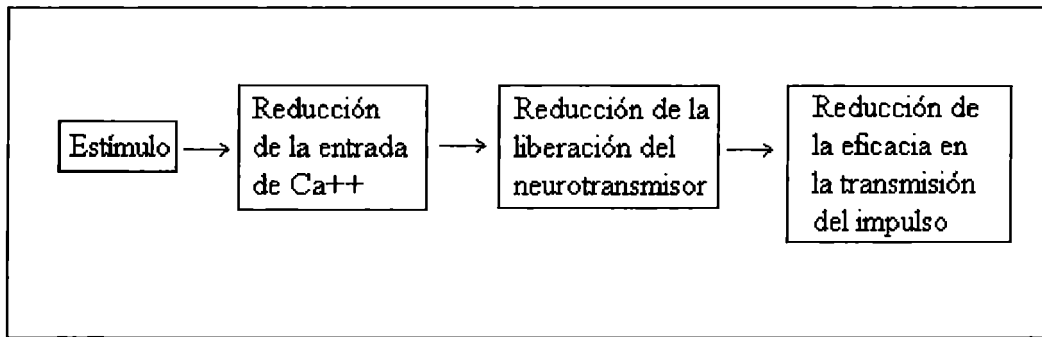 Estímulo
Reducción
de la entrada
de Ca++
Reducción de la
liberación del
neurotransmisor
Reducción de
la eficacia en
la transmisión
del impulso